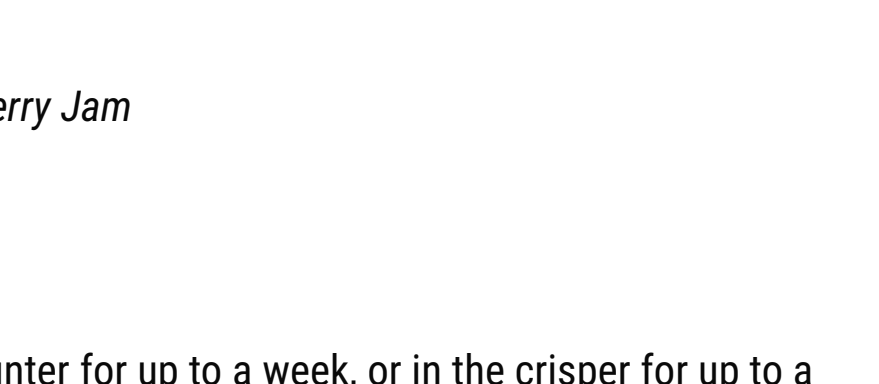 erry Jam
unter for up to a week, or in the crisper for up to a